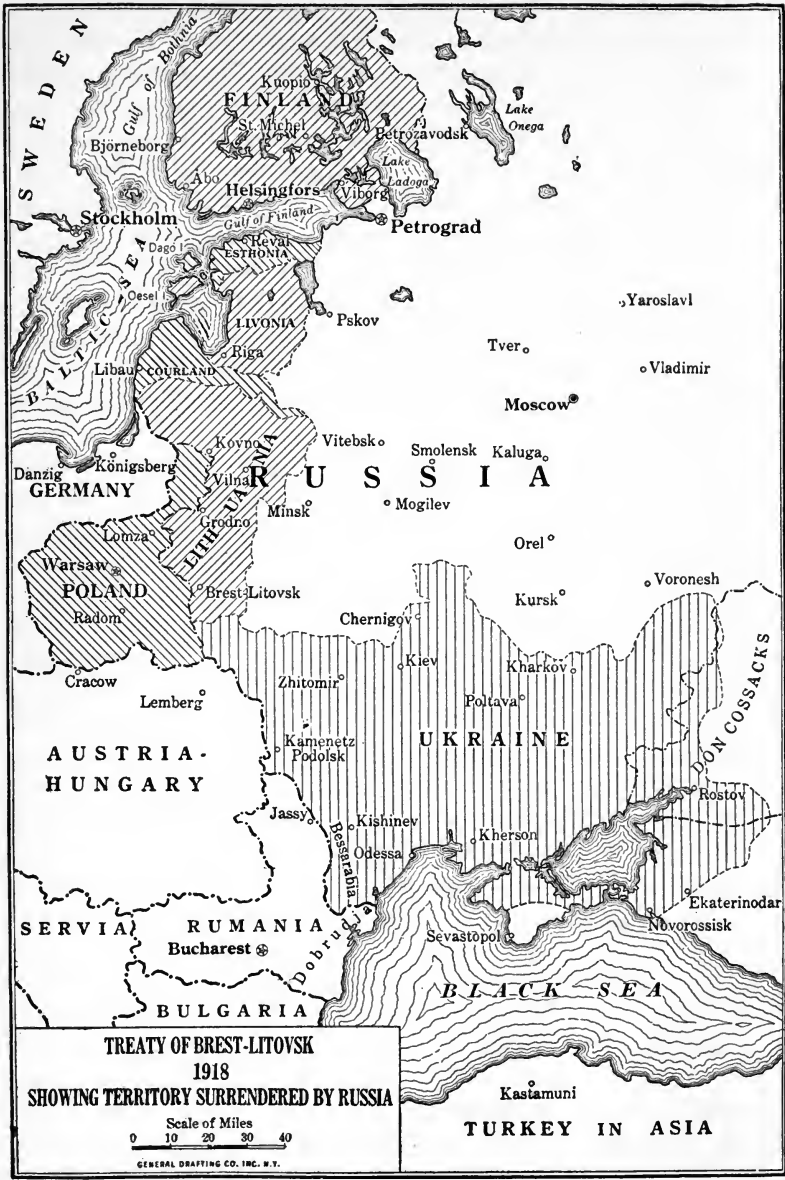 SWEDEN
Gulf of Bothnia
Kuopio
FINLAND
St.Michel
Petrozavodsk
Lake Onega
Björneborg
Lake Ladoga
Åbo
Helsingfors
Viborg
Stockholm
Gulf of Finland
Petrograd
Dagö I
Reval
ESTHONIA
Oesel I
BALTIC SEA
LIVONIA
Pskov
Yaroslavl
Riga
Tver
Libau
COURLAND
Vladimir
Moscow
Kovno
Vitebsk
Smolensk
Kaluga
Danzig
Königsberg
Vilna
RUSSIA
GERMANY
LITHUANIA
Grodno
Minsk
Mogilev
Lomza
Orel
Warsaw
POLAND
Brest-Litovsk
Voronesh
Radom
Kursk
Chernigov
Cracow
Kiev
Kharkov
DON COSSACKS
Lemberg
Zhitomir
Poltava
AUSTRIA-
HUNGARY
Kamenetz
Podolsk
UKRAINE
Rostov
Jassy
Kishinev
Bessarabia
Kherson
Odessa
Ekaterinodar
SERVIA
RUMANIA
Novorossisk
Bucharest
Dobrudja
Sevastopol
BLACK SEA
BULGARIA
TREATY OF BREST-LITOVSK
1918
SHOWING TERRITORY SURRENDERED BY RUSSIA
Scale of Miles
0 10 20 30 40
GENERAL DRAFTING CO. INC. N.Y.
Kastamuni
TURKEY IN ASIA